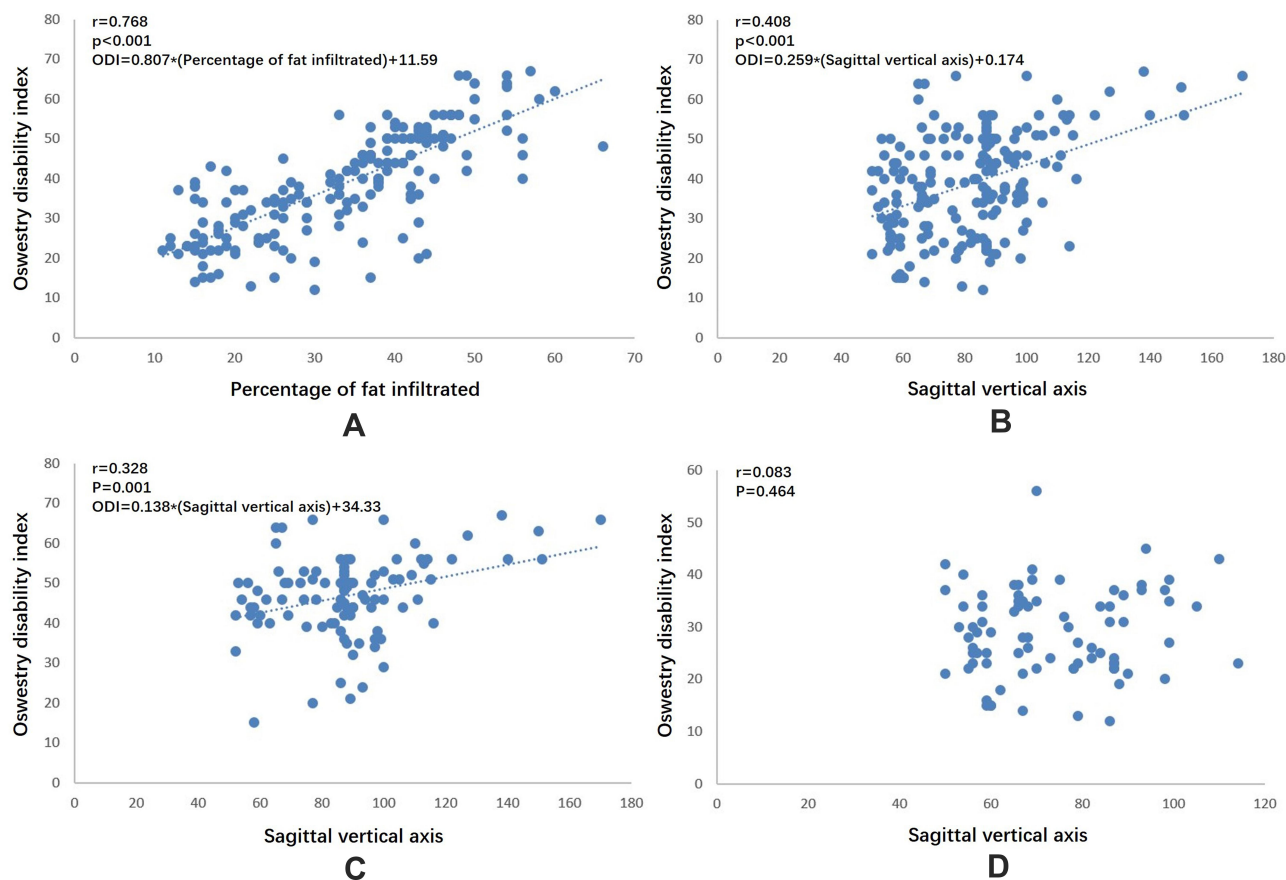 r=0.768
p<0.001
ODI=0.807*(Percentage of fat infiltrated)+11.59
Oswestry disability index
80
70
60
50
40
30
20
10
0
0 10 20 30 40 50 60 70
Percentage of fat infiltrated
A
r=0.408
p<0.001
ODI=0.259*(Sagittal vertical axis)+0.174
Oswestry disability index
80
70
60
50
40
30
20
10
0
0 20 40 60 80 100 120 140 160 180
Sagittal vertical axis
B
r=0.328
P=0.001
ODI=0.138*(Sagittal vertical axis)+34.33
Oswestry disability index
80
70
60
50
40
30
20
10
0
0 20 40 60 80 100 120 140 160 180
Sagittal vertical axis
C
r=0.083
P=0.464
Oswestry disability index
60
50
40
30
20
10
0
0 20 40 60 80 100 120
Sagittal vertical axis
D